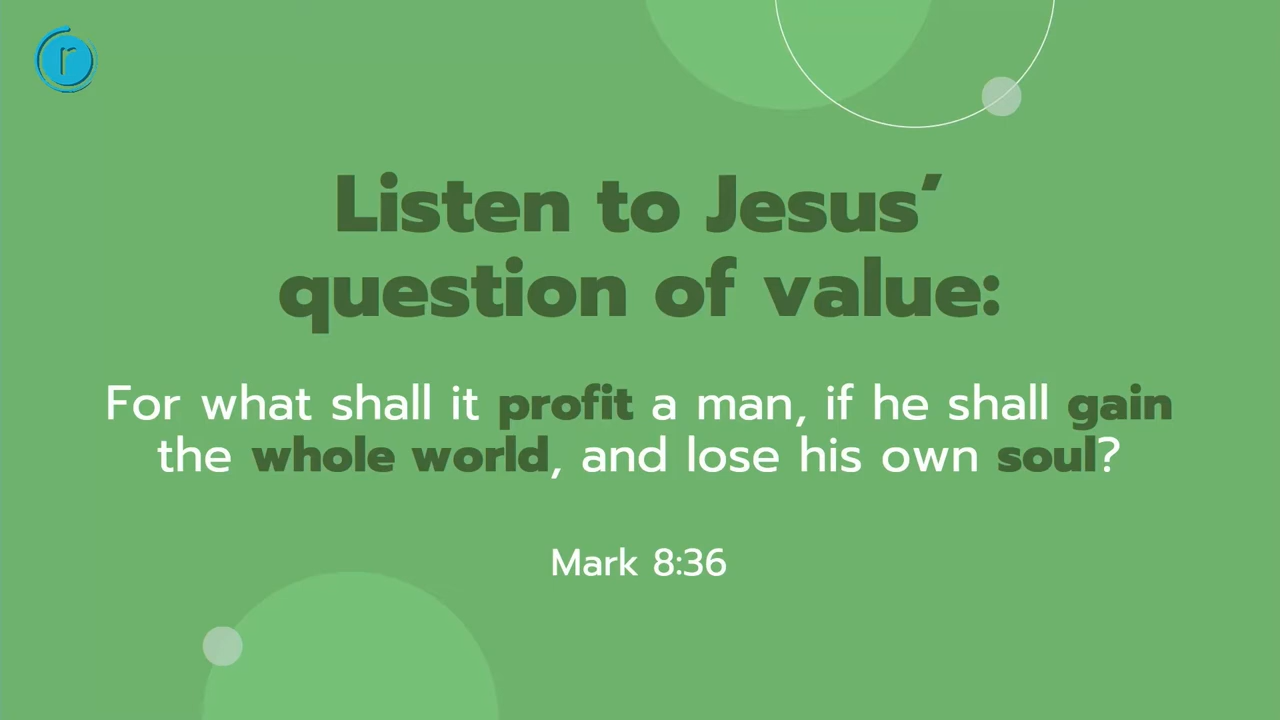 r
Listen to Jesus’
question of value:
For what shall it profit a man, if he shall gain
the whole world, and lose his own soul?
Mark 8:36